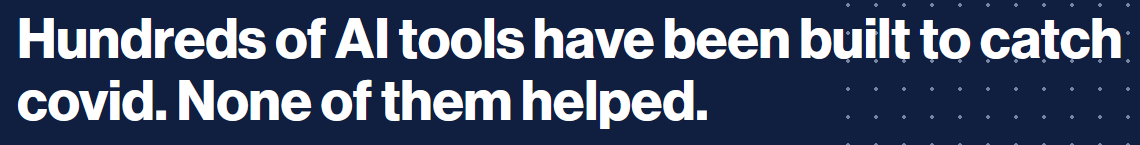 Hundreds of AI tools have been built to catch
covid. None of them helped.